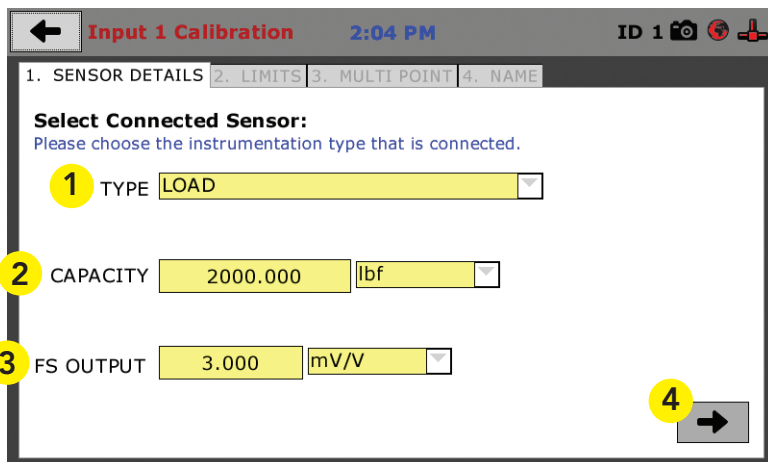 Input 1 Calibration 2:04 PM ID 1
1. SENSOR DETAILS 2. LIMITS 3. MULTI POINT 4. NAME
Select Connected Sensor:
Please choose the instrumentation type that is connected.
1 TYPE LOAD
2 CAPACITY 2000.000 lbf
3 FS OUTPUT 3.000 mV/V
4